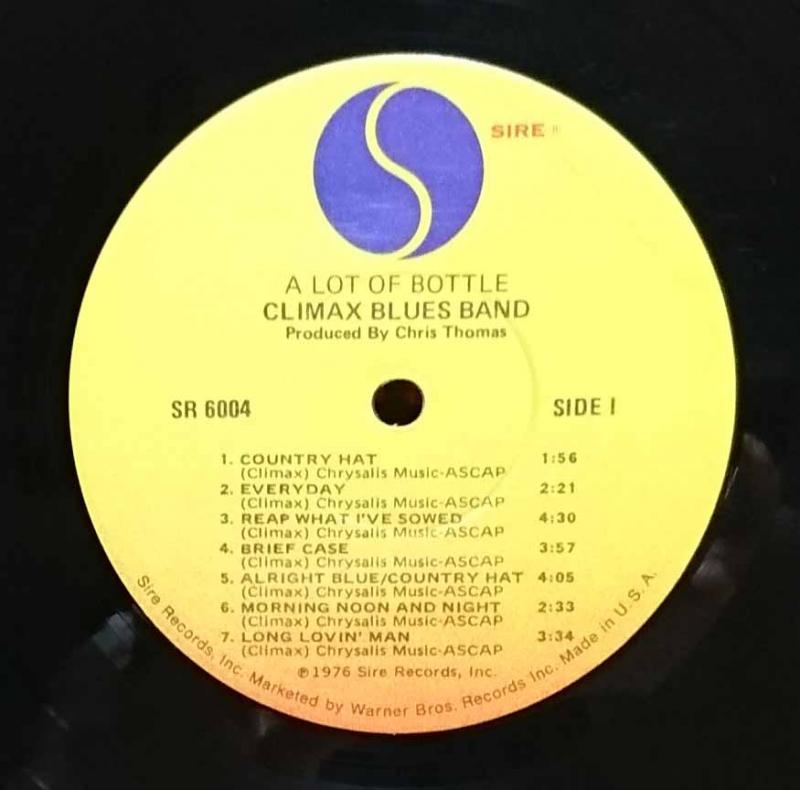 SIRE
A LOT OF BOTTLE
CLIMAX BLUES BAND
Produced By Chris Thomas
SR 6004
SIDE I
1. COUNTRY HAT 1:56
(Climax) Chrysalis Music-ASCAP
2. EVERYDAY 2:21
(Climax) Chrysalis Music-ASCAP
3. REAP WHAT I'VE SOWED 4:30
(Climax) Chrysalis Music-ASCAP
4. BRIEF CASE 3:57
(Climax) Chrysalis Music-ASCAP
5. ALRIGHT BLUE/COUNTRY HAT 4:05
(Climax) Chrysalis Music-ASCAP
6. MORNING NOON AND NIGHT 2:33
(Climax) Chrysalis Music-ASCAP
7. LONG LOVIN' MAN 3:34
(Climax) Chrysalis Music-ASCAP
℗1976 Sire Records, Inc.
Sire Records, Inc. Marketed by Warner Bros. Records Inc. Made in U.S.A.